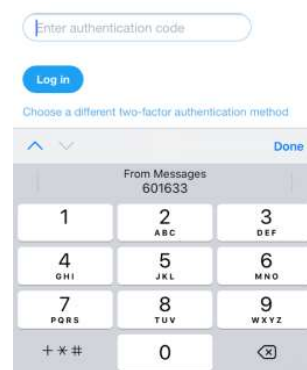 Enter authentication code
Log in
Choose a different two-factor authentication method
Done
From Messages
601633
1
2
ABC
3
DEF
4
GHI
5
JKL
6
MNO
7
PQRS
8
TUV
9
WXYZ
+*#
0